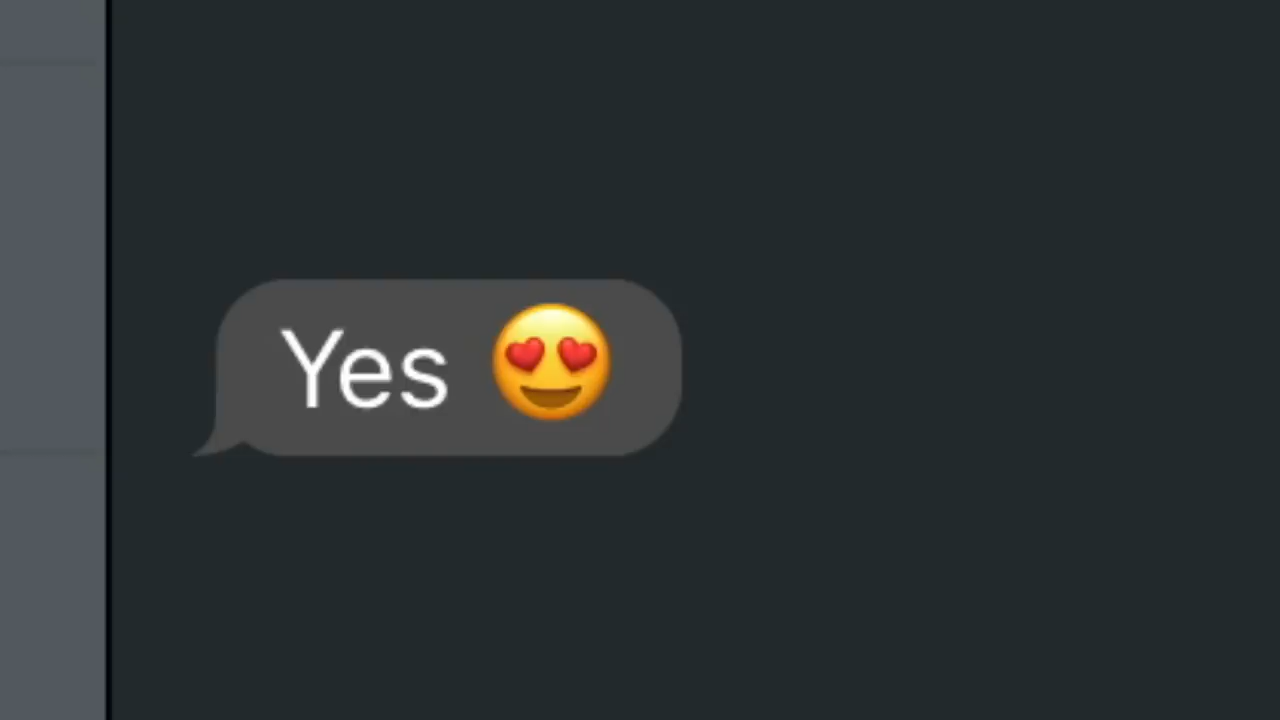 Yes 😍